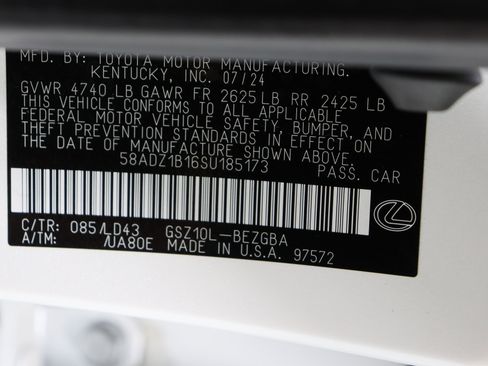 MFD. BY: TOYOTA MOTOR MANUFACTURING.
KENTUCKY, INC. 07/24
GVWR 4740 LB GAWR FR 2625 LB RR 2425 LB
THIS VEHICLE CONFORMS TO ALL APPLICABLE
FEDERAL MOTOR VEHICLE SAFETY, BUMPER, AND
THEFT PREVENTION STANDARDS IN EFFECT ON
THE DATE OF MANUFACTURE SHOWN ABOVE.
58ADZ1B16SU185173 PASS. CAR
C/TR: 085/LD43 GSZ10L-BEZGBA
A/TM: /UA80E MADE IN U.S.A. 97572